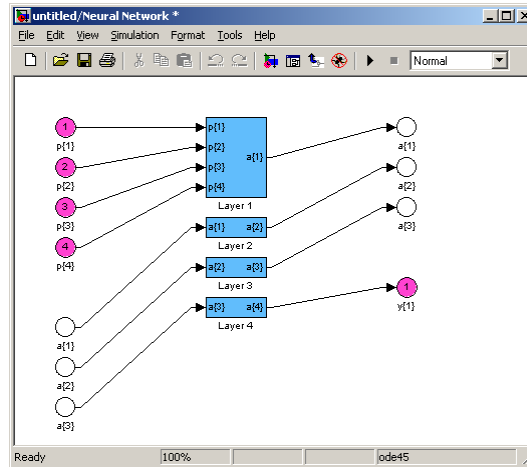 untitled/Neural Network *
File Edit View Simulation Format Tools Help
Normal
1
p{1}
2
p{2}
3
p{3}
4
p{4}
a{1}
a{2}
a{3}
p{1}
p{2}
p{3}
p{4}
a{1}
Layer 1
a{1} a{2}
Layer 2
a{2} a{3}
Layer 3
a{3} a{4}
Layer 4
a{1}
a{2}
a{3}
1
y{1}
Ready 100% ode45